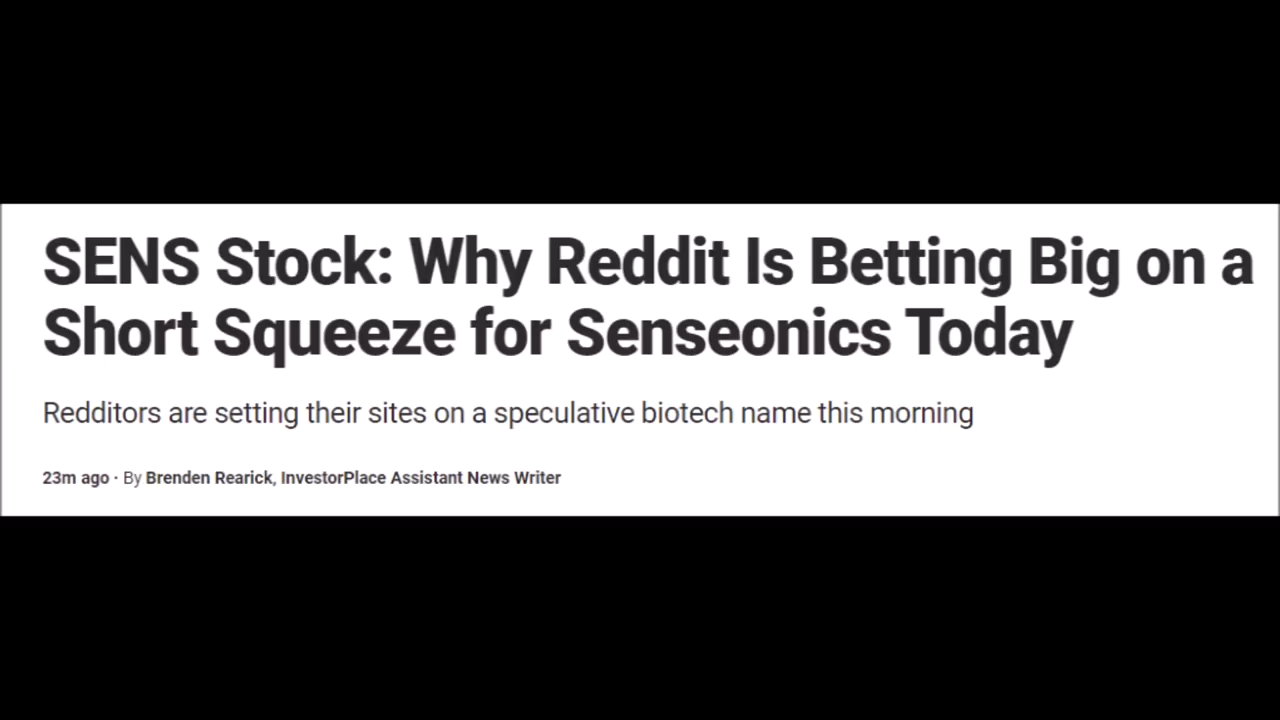 SENS Stock: Why Reddit Is Betting Big on a
Short Squeeze for Senseonics Today
Redditors are setting their sites on a speculative biotech name this morning
23m ago · By Brenden Rearick, InvestorPlace Assistant News Writer